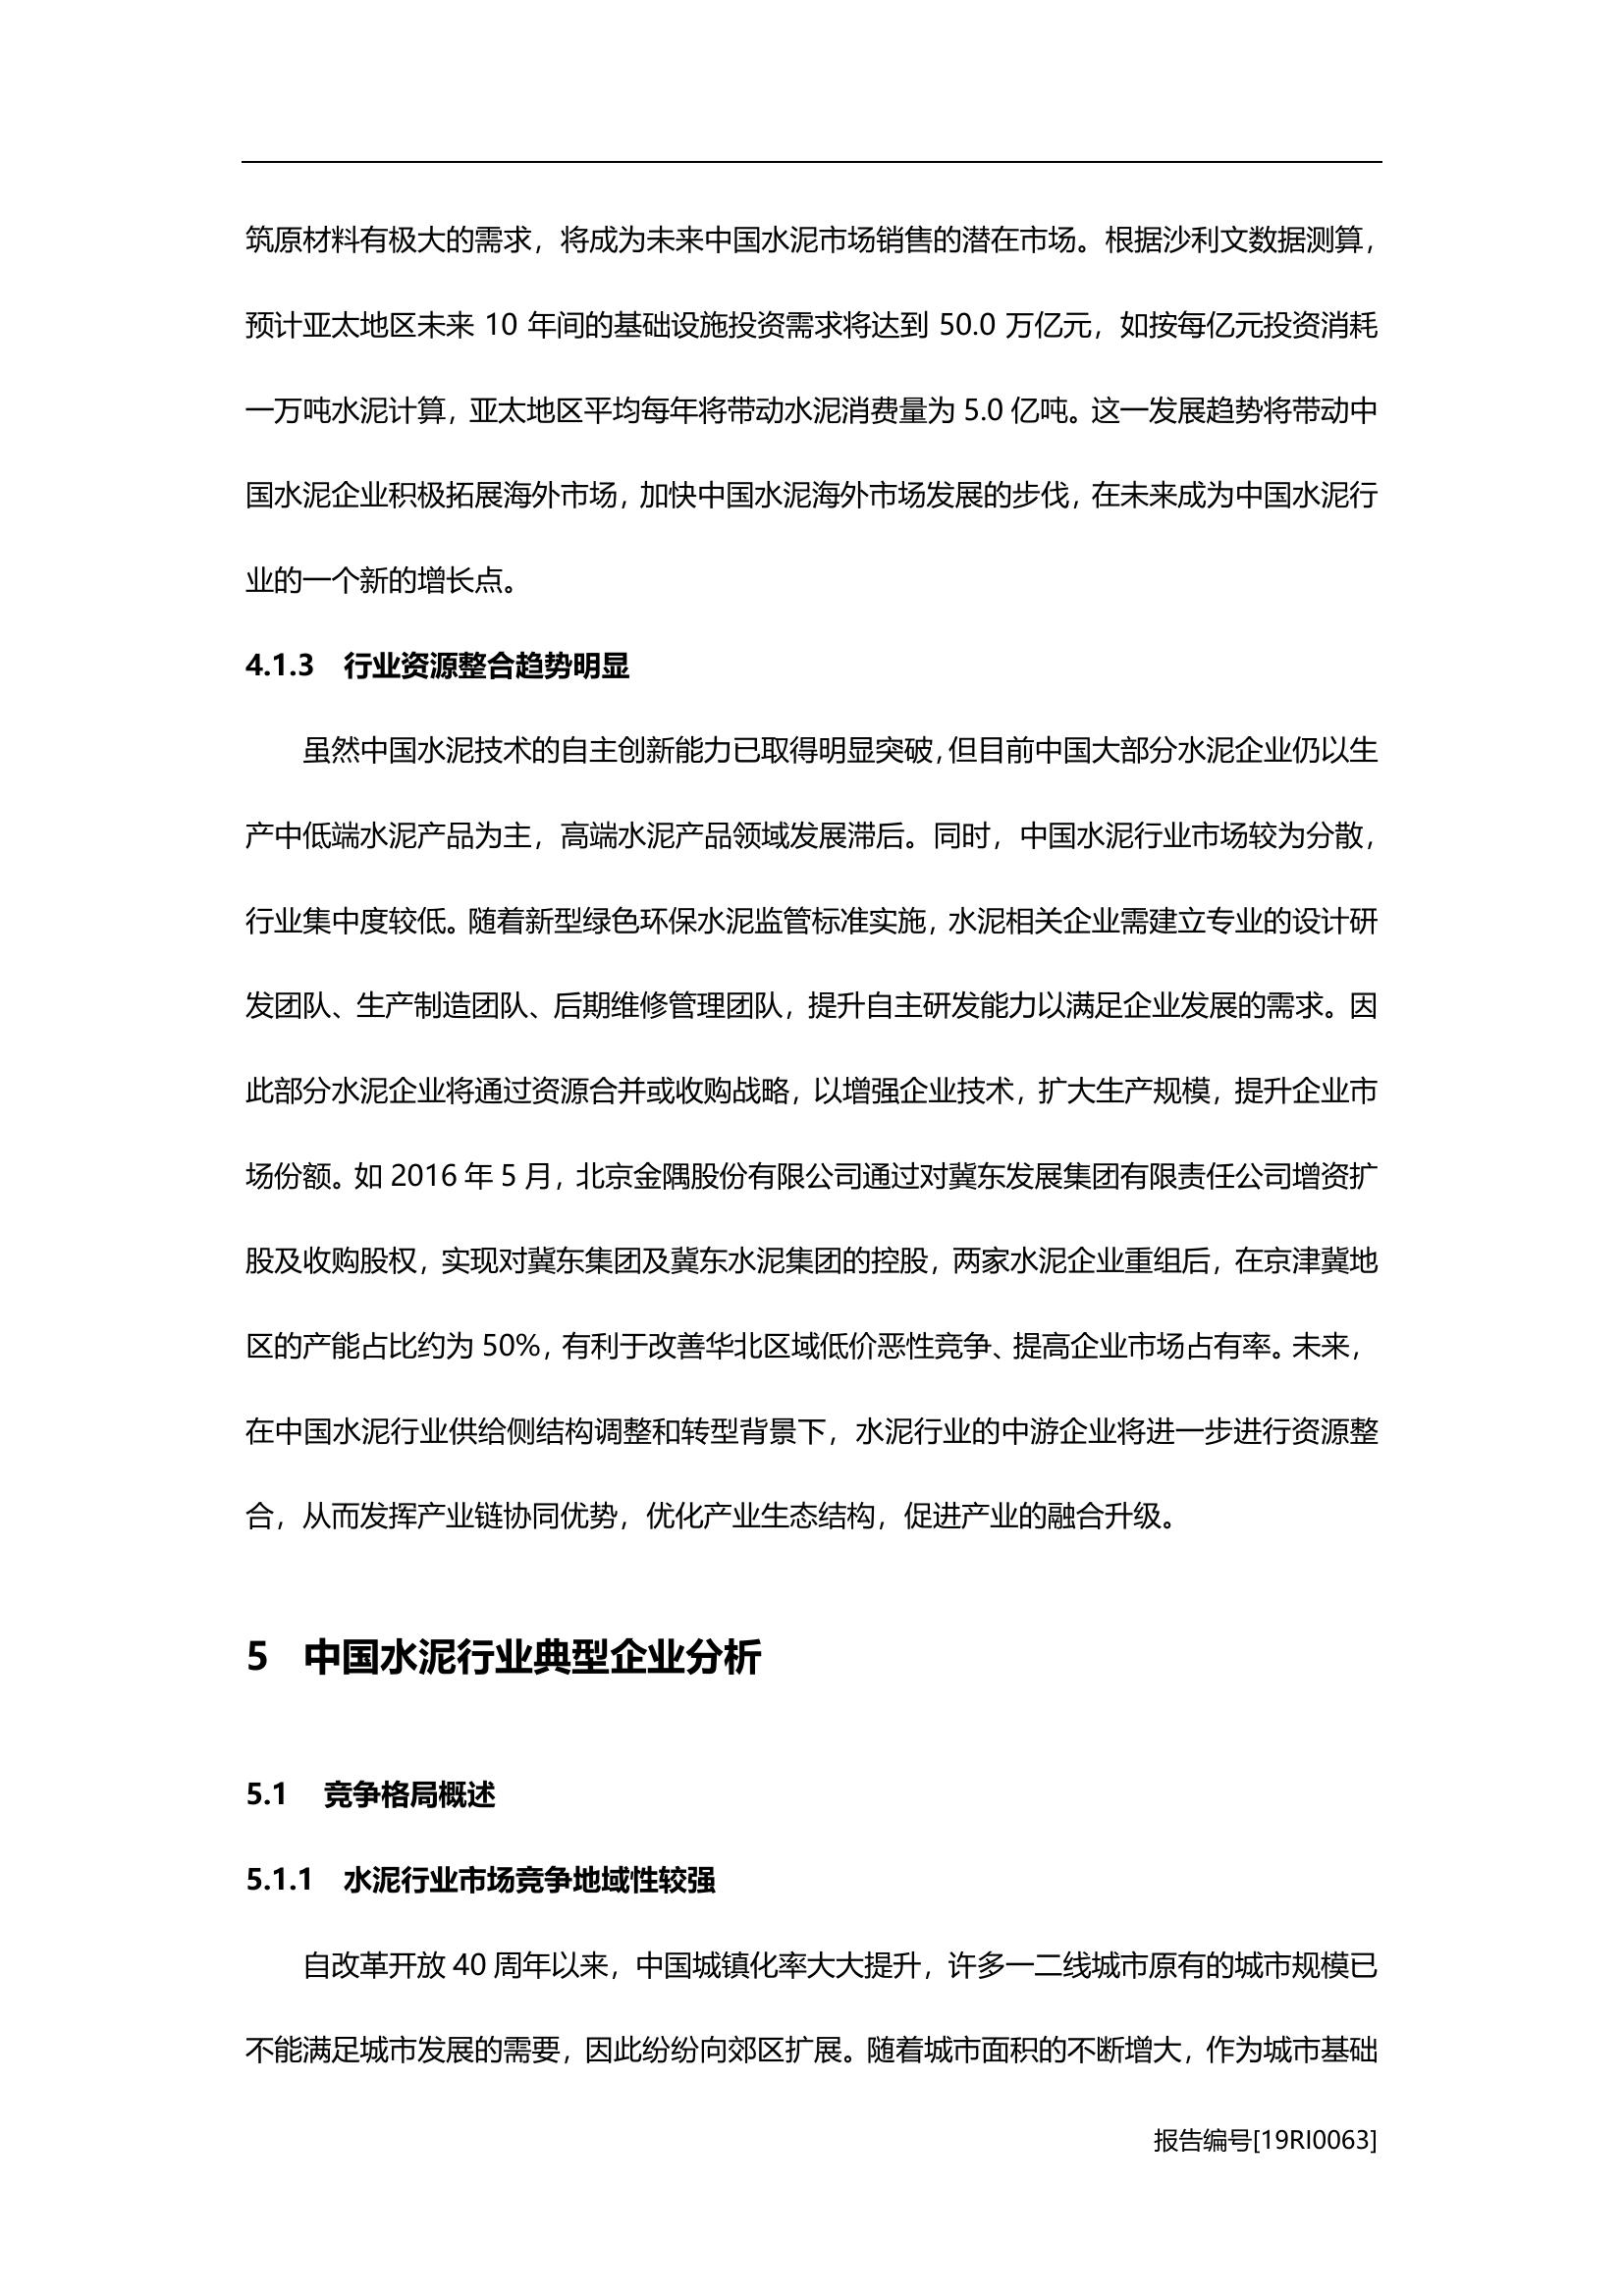 筑原材料有极大的需求，将成为未来中国水泥市场销售的潜在市场。根据沙利文数据测算，
预计亚太地区未来 10 年间的基础设施投资需求将达到 50.0 万亿元，如按每亿元投资消耗
一万吨水泥计算，亚太地区平均每年将带动水泥消费量为 5.0 亿吨。这一发展趋势将带动中
国水泥企业积极拓展海外市场，加快中国水泥海外市场发展的步伐，在未来成为中国水泥行
业的一个新的增长点。
4.1.3 行业资源整合趋势明显
虽然中国水泥技术的自主创新能力已取得明显突破，但目前中国大部分水泥企业仍以生
产中低端水泥产品为主，高端水泥产品领域发展滞后。同时，中国水泥行业市场较为分散，
行业集中度较低。随着新型绿色环保水泥监管标准实施，水泥相关企业需建立专业的设计研
发团队、生产制造团队、后期维修管理团队，提升自主研发能力以满足企业发展的需求。因
此部分水泥企业将通过资源合并或收购战略，以增强企业技术，扩大生产规模，提升企业市
场份额。如 2016 年 5 月，北京金隅股份有限公司通过对冀东发展集团有限责任公司增资扩
股及收购股权，实现对冀东集团及冀东水泥集团的控股，两家水泥企业重组后，在京津冀地
区的产能占比约为 50%，有利于改善华北区域低价恶性竞争、提高企业市场占有率。未来，
在中国水泥行业供给侧结构调整和转型背景下，水泥行业的中游企业将进一步进行资源整
合，从而发挥产业链协同优势，优化产业生态结构，促进产业的融合升级。
5 中国水泥行业典型企业分析
5.1 竞争格局概述
5.1.1 水泥行业市场竞争地域性较强
自改革开放 40 周年以来，中国城镇化率大大提升，许多一二线城市原有的城市规模已
不能满足城市发展的需要，因此纷纷向郊区扩展。随着城市面积的不断增大，作为城市基础
报告编号[19RI0063]